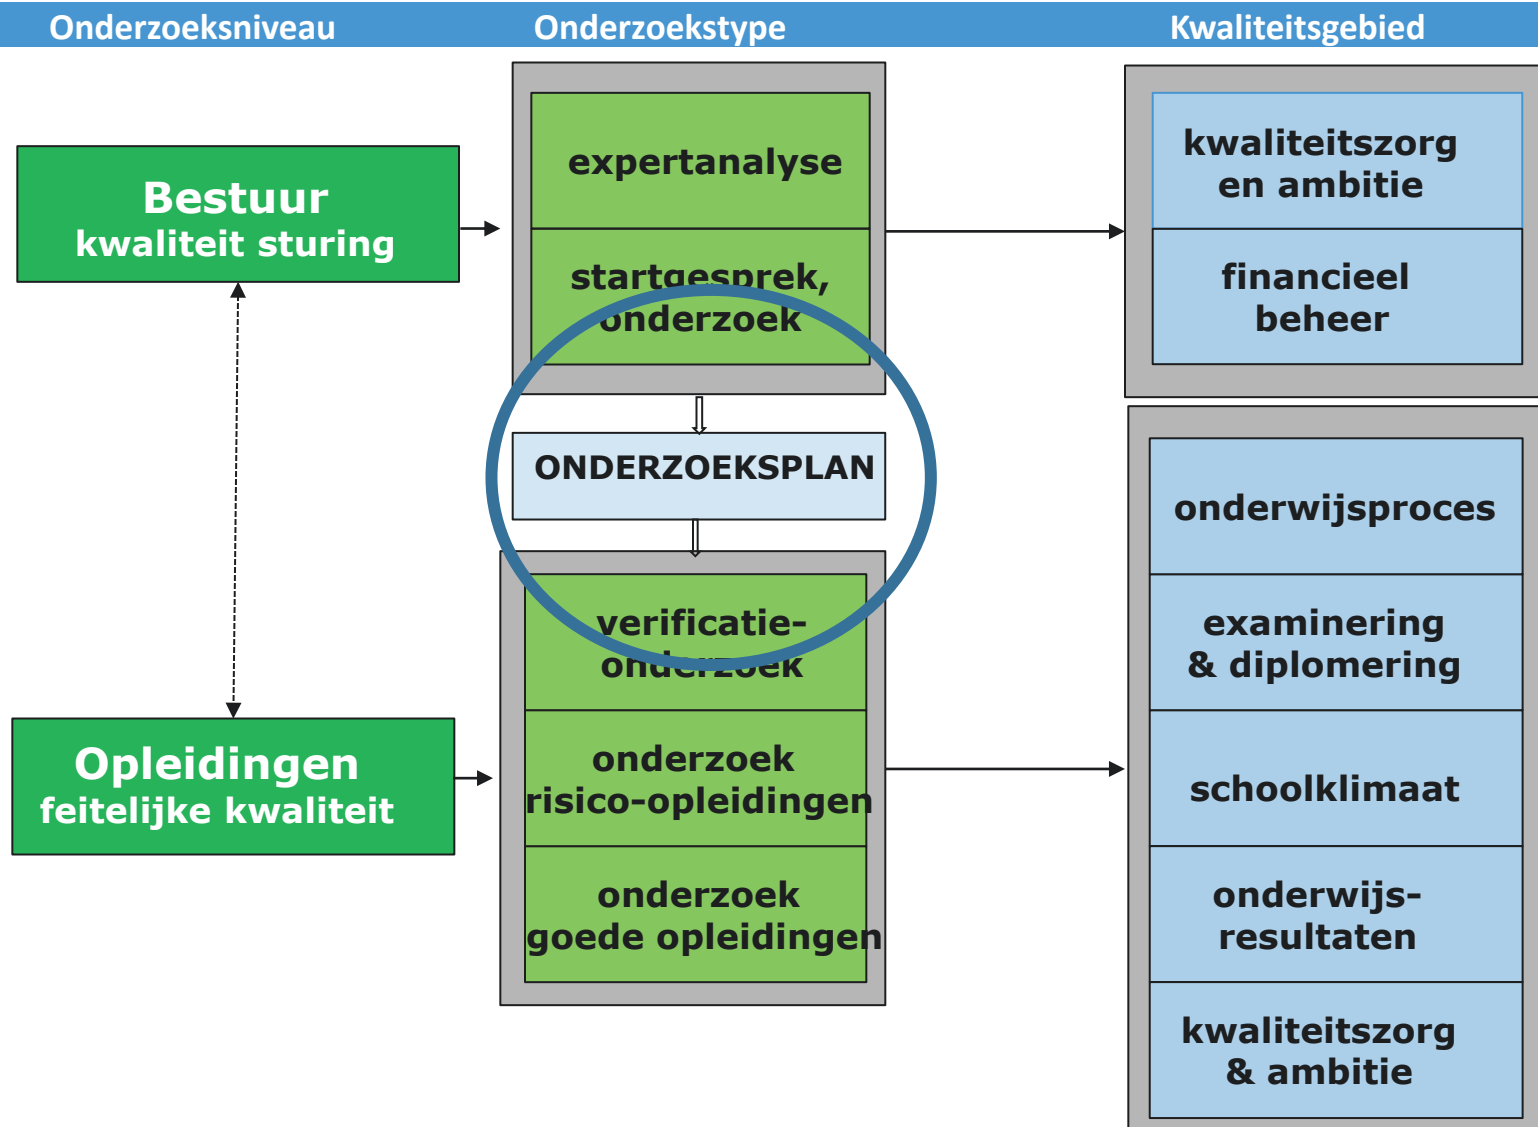 Onderzoeksniveau
Onderzoekstype
Kwaliteitsgebied
Bestuur
kwaliteit sturing
expertanalyse
startgesprek,
onderzoek
kwaliteitszorg
en ambitie
financieel
beheer
ONDERZOEKSPLAN
Opleidingen
feitelijke kwaliteit
verificatie-
onderzoek
onderzoek
risico-opleidingen
onderzoek
goede opleidingen
onderwijsproces
examinering
& diplomering
schoolklimaat
onderwijs-
resultaten
kwaliteitszorg
& ambitie